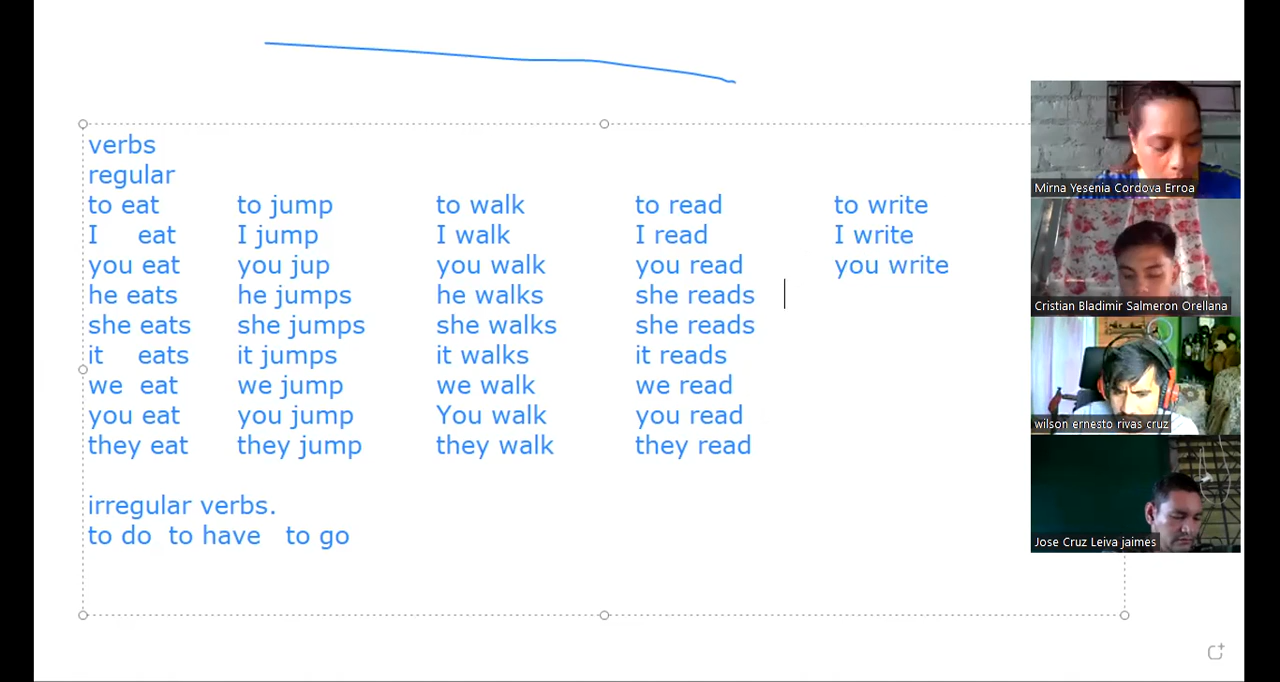 verbs
regular
to eat to jump to walk to read to write
I eat I jump I walk I read I write
you eat you jup you walk you read you write
he eats he jumps he walks she reads
she eats she jumps she walks she reads
it eats it jumps it walks it reads
we eat we jump we walk we read
you eat you jump You walk you read
they eat they jump they walk they read
irregular verbs.
to do to have to go
Mirna Yesenia Cordova Erroa
Cristian Bladimir Salmeron Orellana
wilson ernesto rivas cruz
Jose Cruz Leiva jaimes